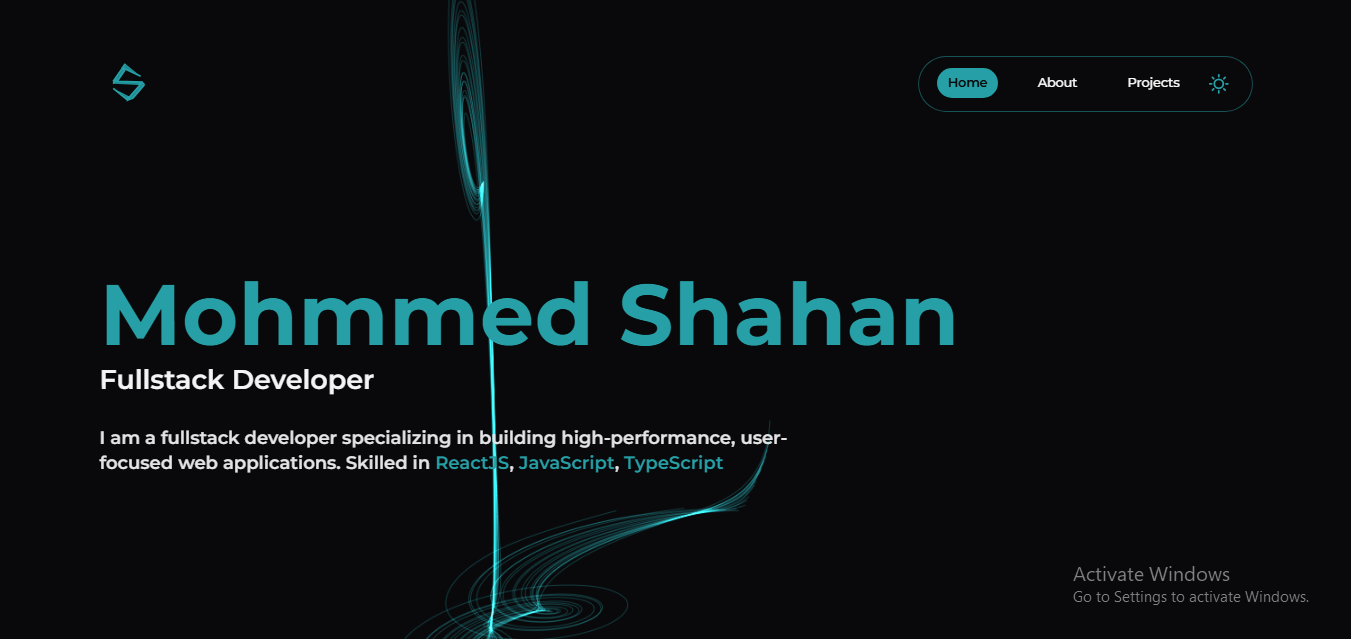 Home About Projects
Mohmmed Shahan
Fullstack Developer
I am a fullstack developer specializing in building high-performance, user-
focused web applications. Skilled in ReactJS, JavaScript, TypeScript
Activate Windows
Go to Settings to activate Windows.